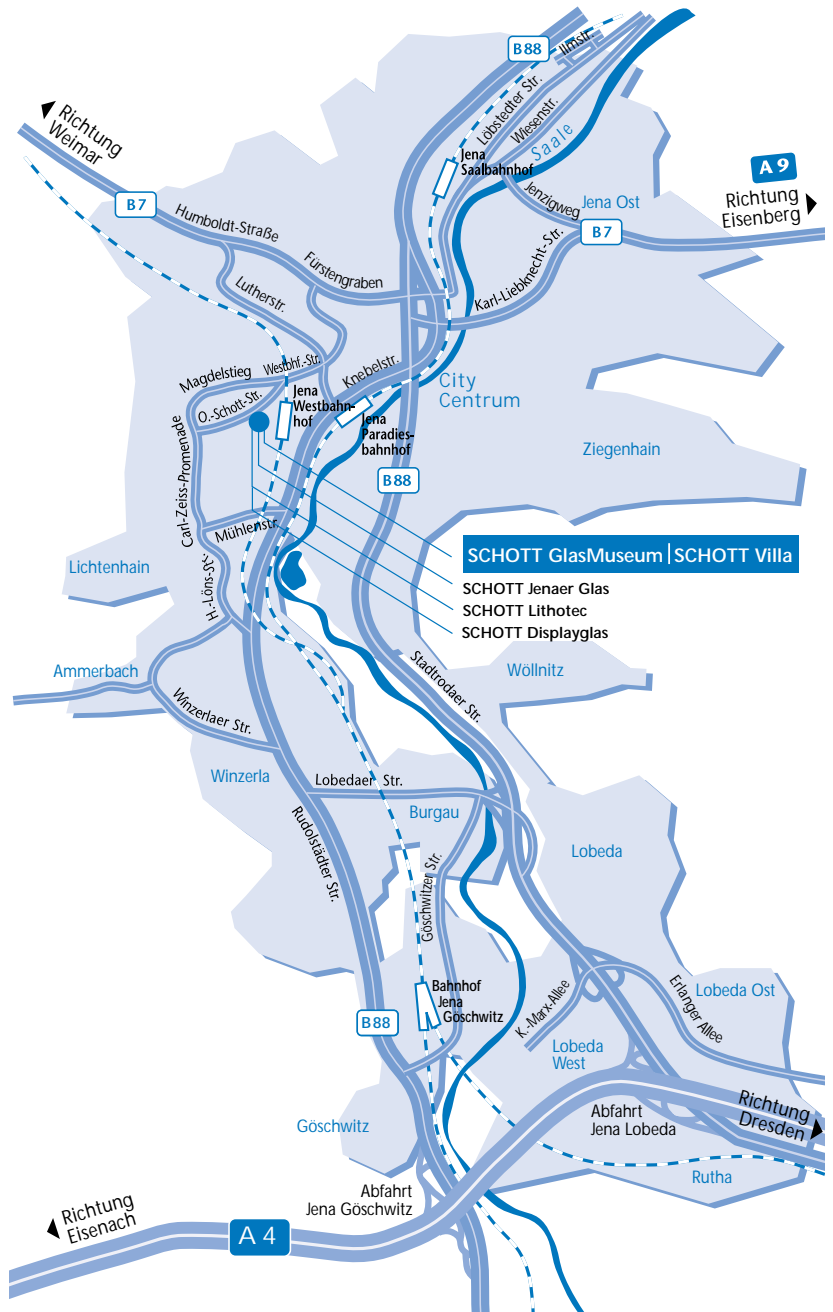 B88
Ilmstr.
Löbstedter Str.
Wiesenstr.
Saale
Richtung
Weimar
Jena
Saalbahnhof
A 9
Richtung
Eisenberg
B7
Humboldt-Straße
Jenzigweg
Jena Ost
B7
Fürstengraben
Karl-Liebknecht-Str.
Lutherstr.
Magdelstieg
Westbhf.-Str.
Knebelstr.
O.-Schott-Str.
Jena
Westbahn-
hof
City
Centrum
Jena
Paradies-
bahnhof
Carl-Zeiss-Promenade
Ziegenhain
B88
Mühlenstr.
Lichtenhain
H.-Löns-Str.
SCHOTT GlasMuseum | SCHOTT Villa
SCHOTT Jenaer Glas
SCHOTT Lithotec
SCHOTT Displayglas
Ammerbach
Stadtrodaer Str.
Wöllnitz
Winzerlaer Str.
Winzerla
Lobedaer Str.
Burgau
Rudolstädter Str.
Lobeda
Göschwitzer Str.
Bahnhof
Jena
Göschwitz
K.-Marx-Allee
Erlanger Allee
Lobeda Ost
B88
Lobeda
West
Göschwitz
Abfahrt
Jena Lobeda
Richtung
Dresden
Rutha
Abfahrt
Jena Göschwitz
Richtung
Eisenach
A 4